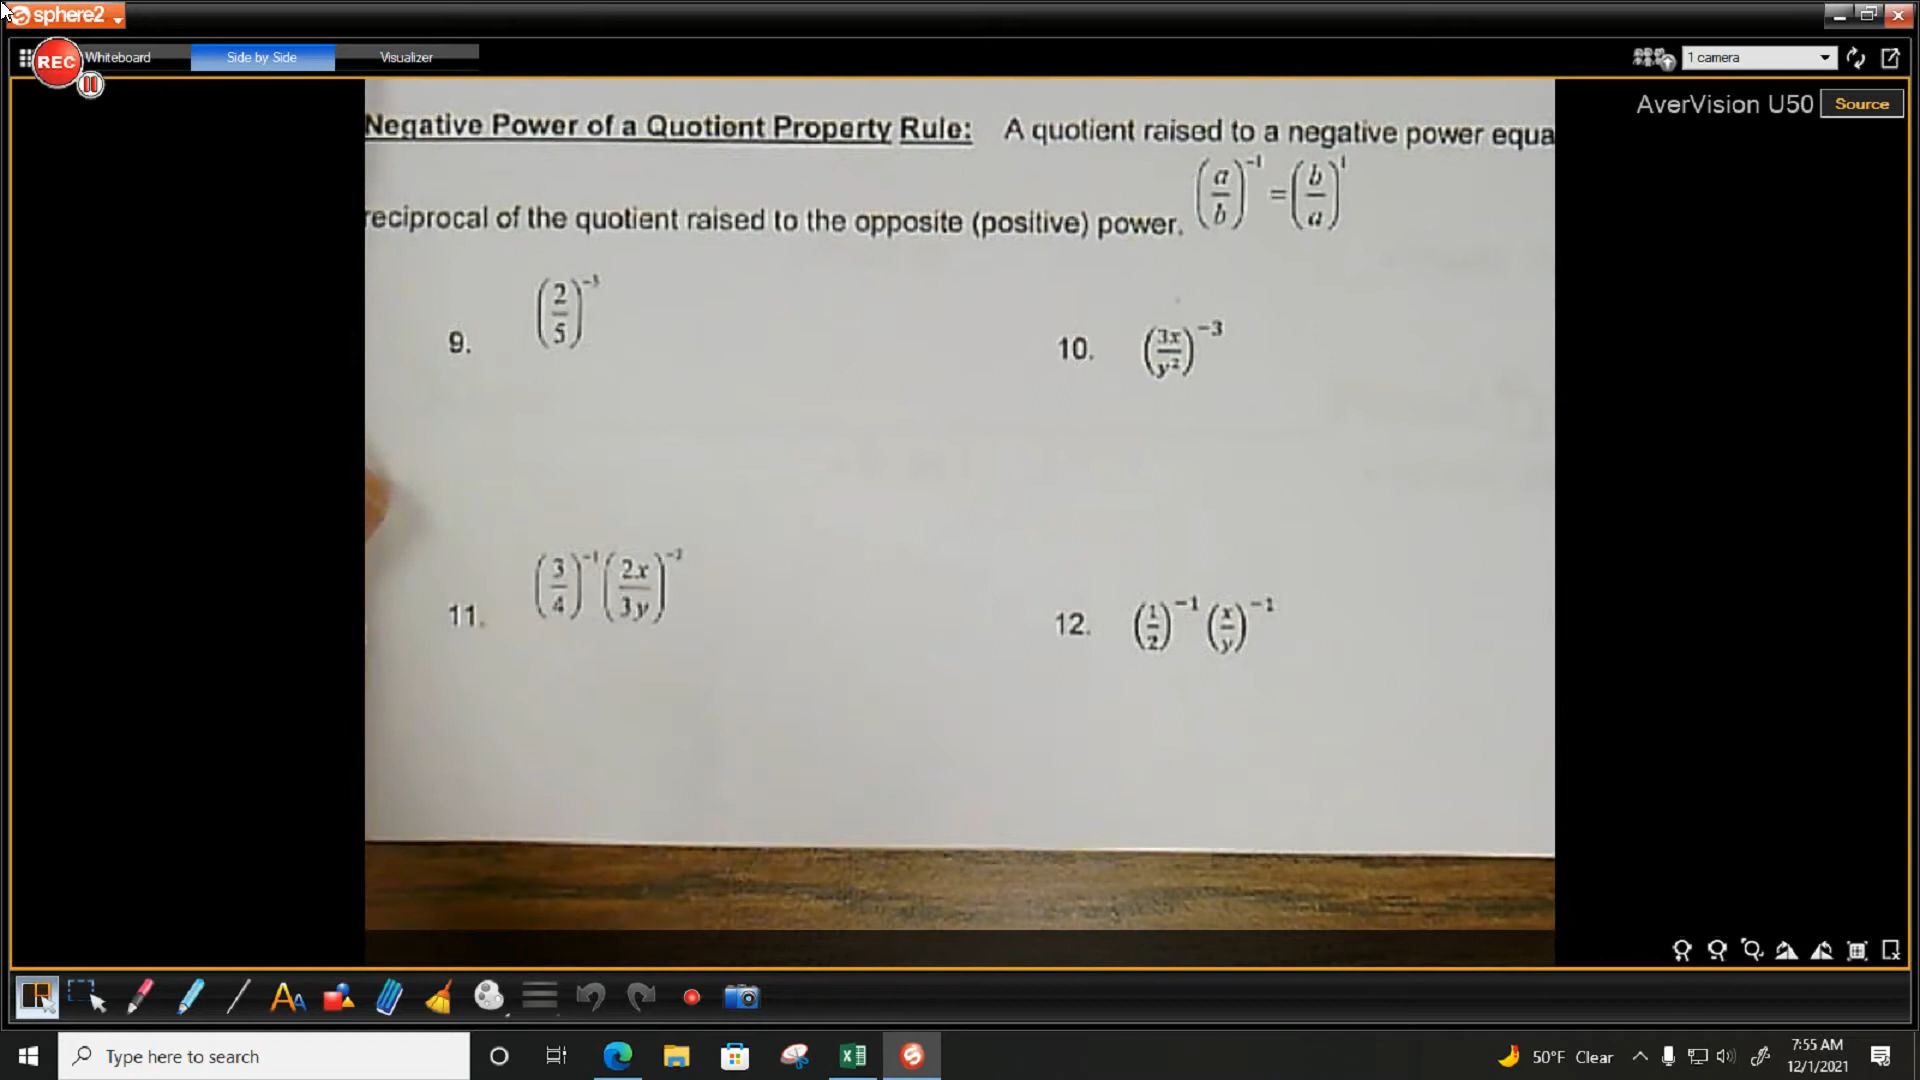 sphere2
REC
Whiteboard
Side by Side
Visualizer
1 camera
AverVision U50
Source
Negative Power of a Quotient Property Rule: A quotient raised to a negative power equa
reciprocal of the quotient raised to the opposite (positive) power. (a/b)^-1 = (b/a)^1
9. (2/5)^-3
10. (3x/y²)^-3
11. (3/4)^-1 (2x/3y)^-2
12. (1/2)^-1 (x/y)^-1
Type here to search
50°F Clear
7:55 AM
12/1/2021